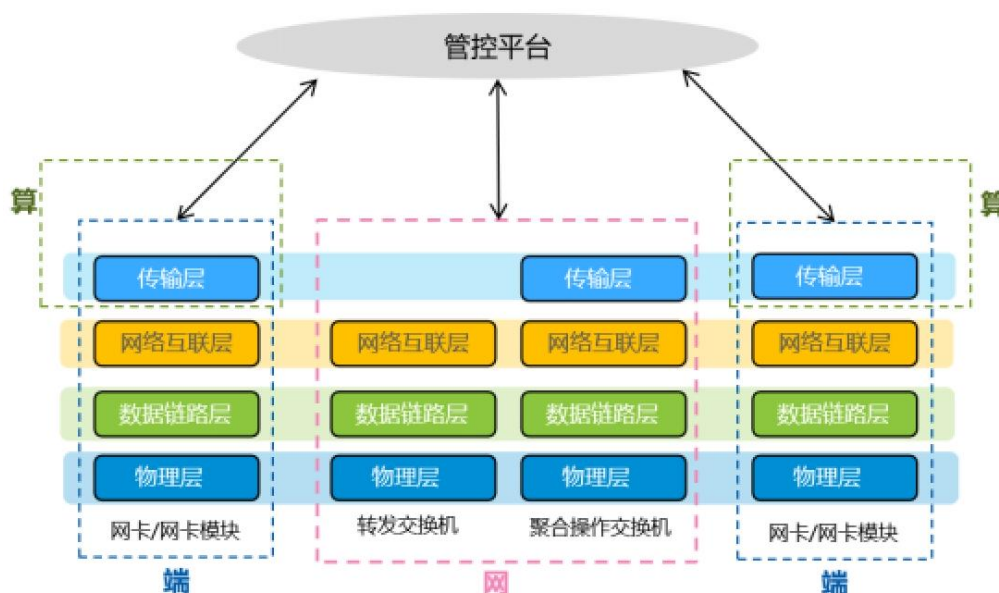 管控平台
算
算
传输层
传输层
传输层
网络互联层
网络互联层
网络互联层
网络互联层
数据链路层
数据链路层
数据链路层
数据链路层
物理层
物理层
物理层
物理层
网卡/网卡模块
转发交换机
聚合操作交换机
网卡/网卡模块
端
网
端